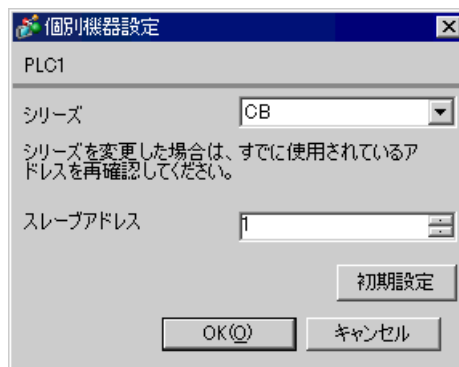 個別機器設定
PLC1
シリーズ CB
シリーズを変更した場合は、すでに使用されているア
ドレスを再確認してください。
スレーブアドレス 1
初期設定
OK(O) キャンセル